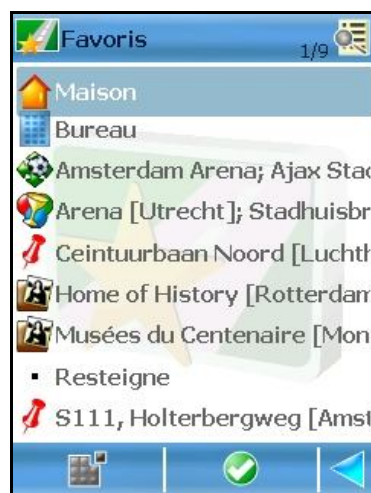 Favoris
1/9
Maison
Bureau
Amsterdam Arena; Ajax Stad
Arena [Utrecht]; Stadhuisbr
Ceintuurbaan Noord [Luchth
Home of History [Rotterdam
Musées du Centenaire [Mon
Resteigne
S111, Holterbergweg [Amst